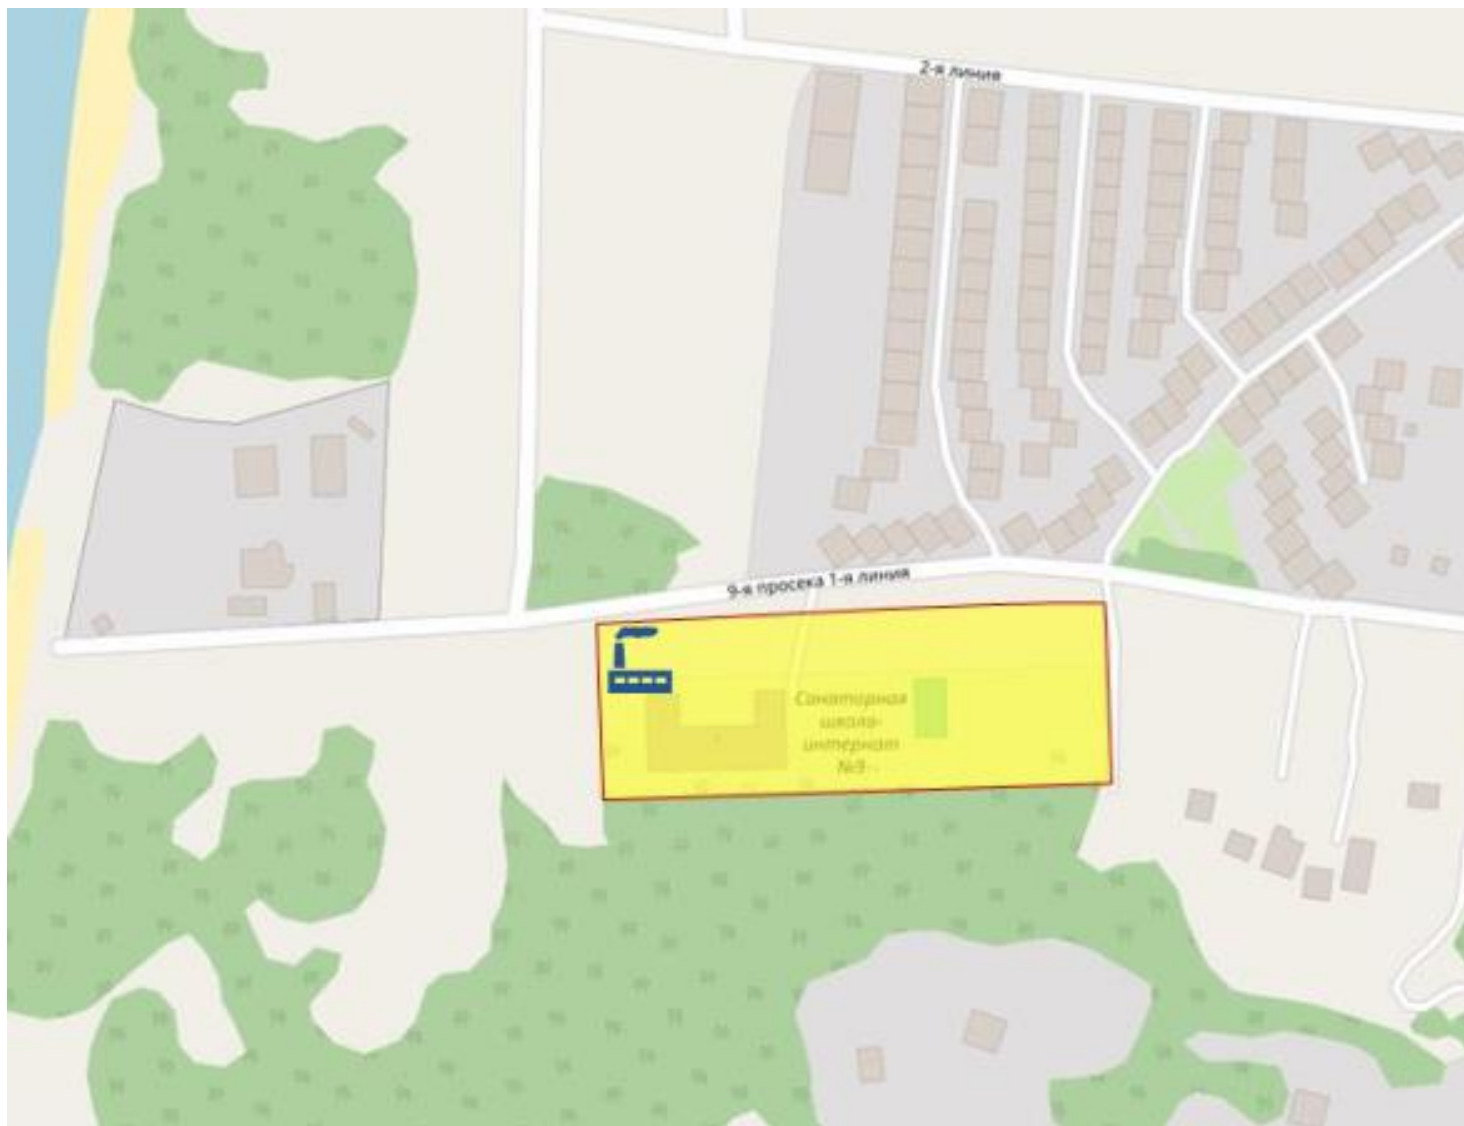 2-я линия
9-я просека 1-я линия
Санаторная
школа-
интернат
№9